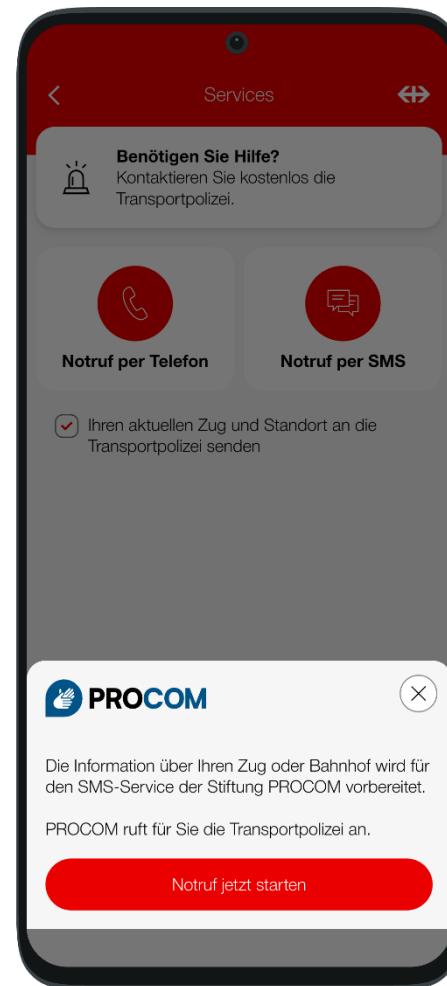 Services
Benötigen Sie Hilfe?
Kontaktieren Sie kostenlos die
Transportpolizei.
Notruf per Telefon
Notruf per SMS
Ihren aktuellen Zug und Standort an die
Transportpolizei senden
PROCOM
Die Information über Ihren Zug oder Bahnhof wird für
den SMS-Service der Stiftung PROCOM vorbereitet.
PROCOM ruft für Sie die Transportpolizei an.
Notruf jetzt starten